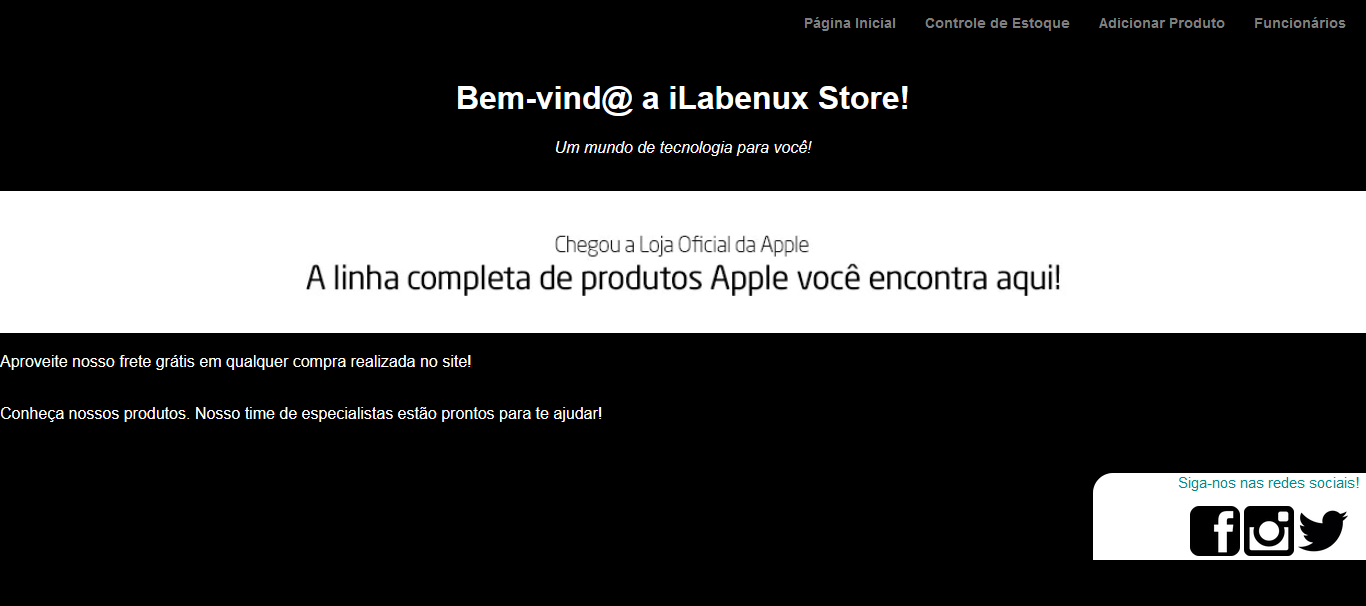 Página Inicial Controle de Estoque Adicionar Produto Funcionários
Bem-vind@ a iLabenux Store!
Um mundo de tecnologia para você!
Chegou a Loja Oficial da Apple
A linha completa de produtos Apple você encontra aqui!
Aproveite nosso frete grátis em qualquer compra realizada no site!
Conheça nossos produtos. Nosso time de especialistas estão prontos para te ajudar!
Siga-nos nas redes sociais!